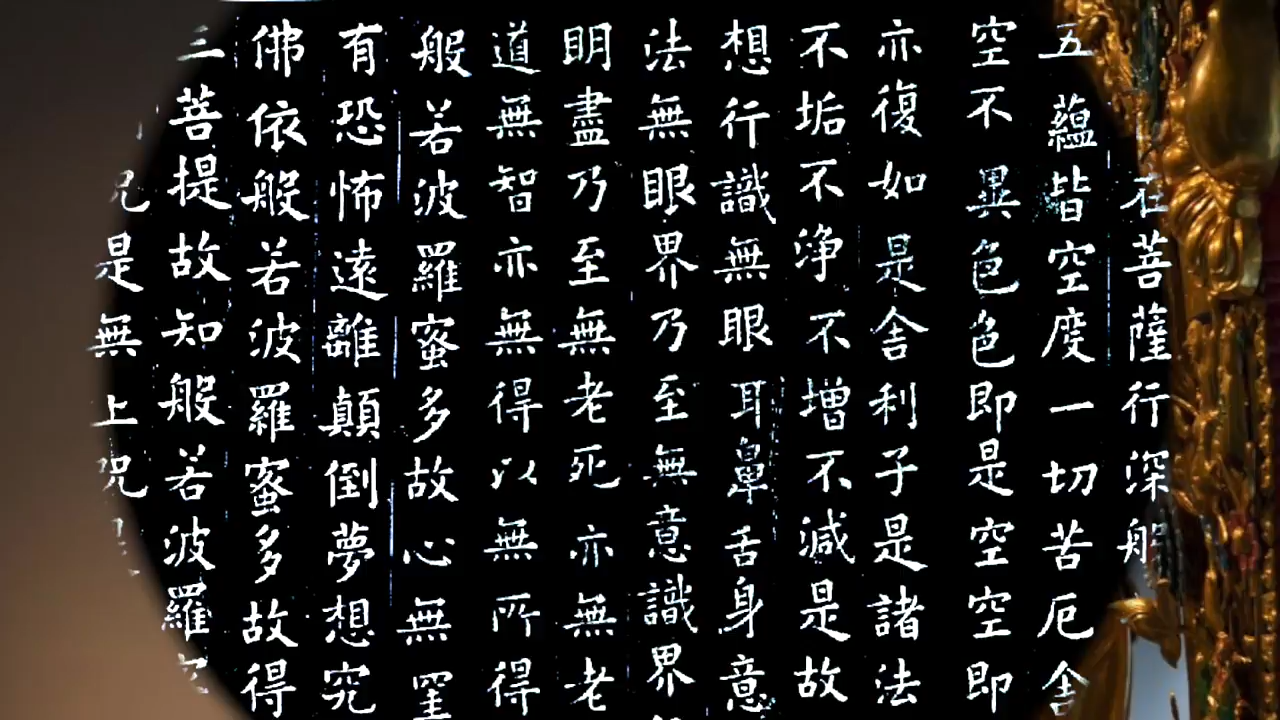 在菩薩行深般
五蘊皆空度一切苦厄舍
空不異色色即是空空即
亦復如是舍利子是諸法
不垢不淨不增不減是故
想行識無眼耳鼻舌身意
法無眼界乃至無意識界
明盡乃至無老死亦無老
道無智亦無得以無所得
般若波羅蜜多故心無罣
有恐怖遠離顛倒夢想究
佛依般若波羅蜜多故得
三菩提故知般若波羅
咒是無上咒是